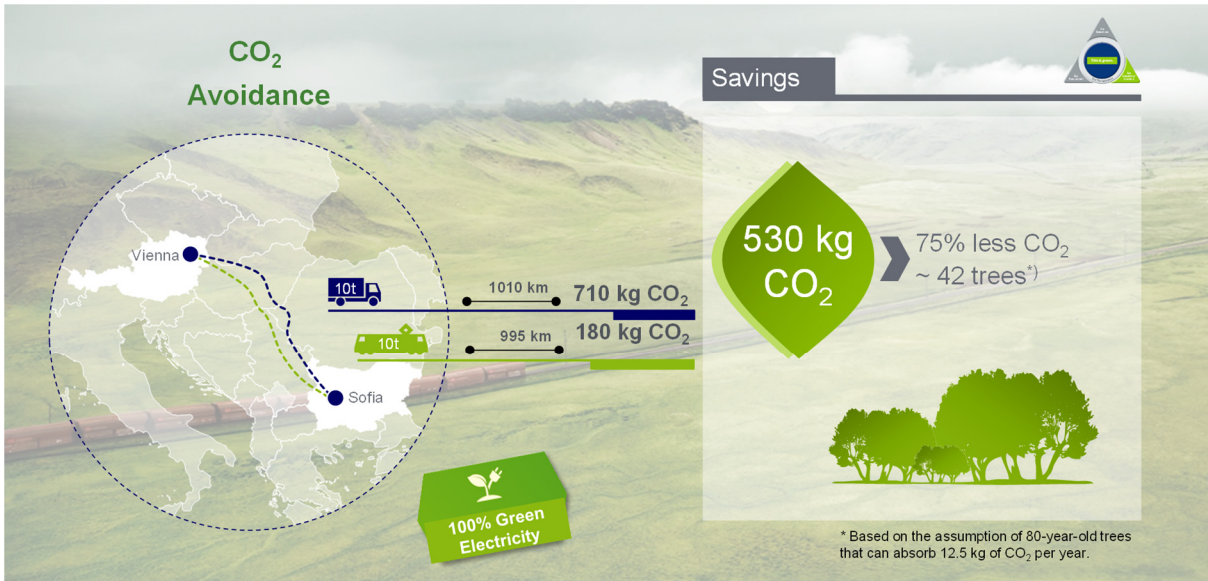 CO₂
Avoidance
Vienna
Sofia
10t
1010 km
710 kg CO₂
10t
995 km
180 kg CO₂
100% Green
Electricity
Savings
530 kg
CO₂
75% less CO₂
~ 42 trees*)
* Based on the assumption of 80-year-old trees
that can absorb 12.5 kg of CO₂ per year.